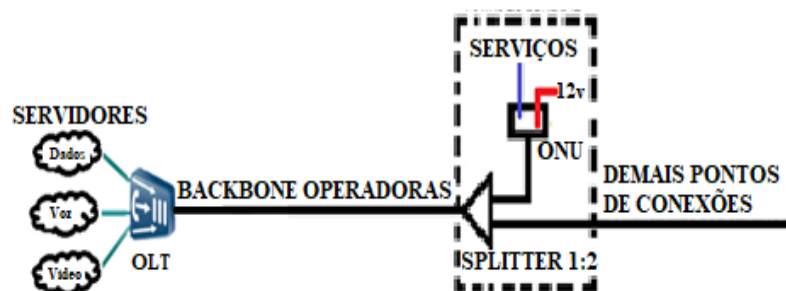 SERVIÇOS
12v
ONU
SERVIDORES
Dados
Voz
Vídeo
OLT
BACKBONE OPERADORAS
SPLITTER 1:2
DEMAIS PONTOS
DE CONEXÕES